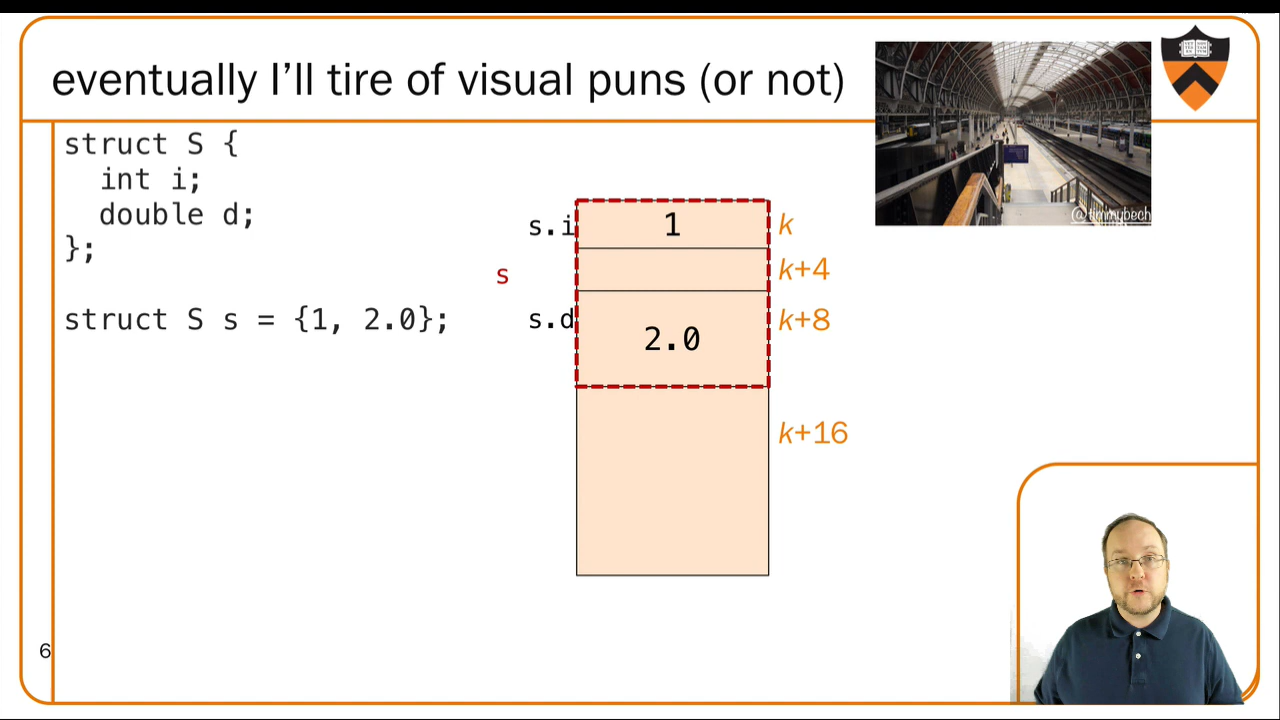 eventually I'll tire of visual puns (or not)
struct S {
int i;
double d;
};
struct S s = {1, 2.0};
s.i
1
k
s
k+4
s.d
2.0
k+8
k+16
@timmybech
6